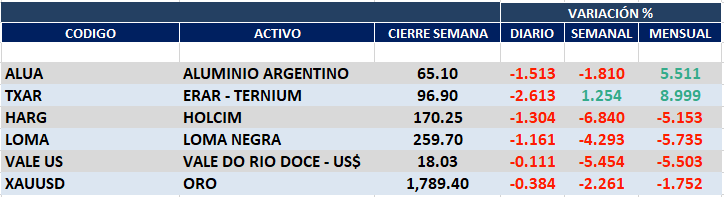 VARIACIÓN %
CODIGO ACTIVO CIERRE SEMANA DIARIO SEMANAL MENSUAL
ALUA ALUMINIO ARGENTINO 65.10 -1.513 -1.810 5.511
TXAR ERAR - TERNIUM 96.90 -2.613 1.254 8.999
HARG HOLCIM 170.25 -1.304 -6.840 -5.153
LOMA LOMA NEGRA 259.70 -1.161 -4.293 -5.735
VALE US VALE DO RIO DOCE - US$ 18.03 -0.111 -5.454 -5.503
XAUUSD ORO 1,789.40 -0.384 -2.261 -1.752